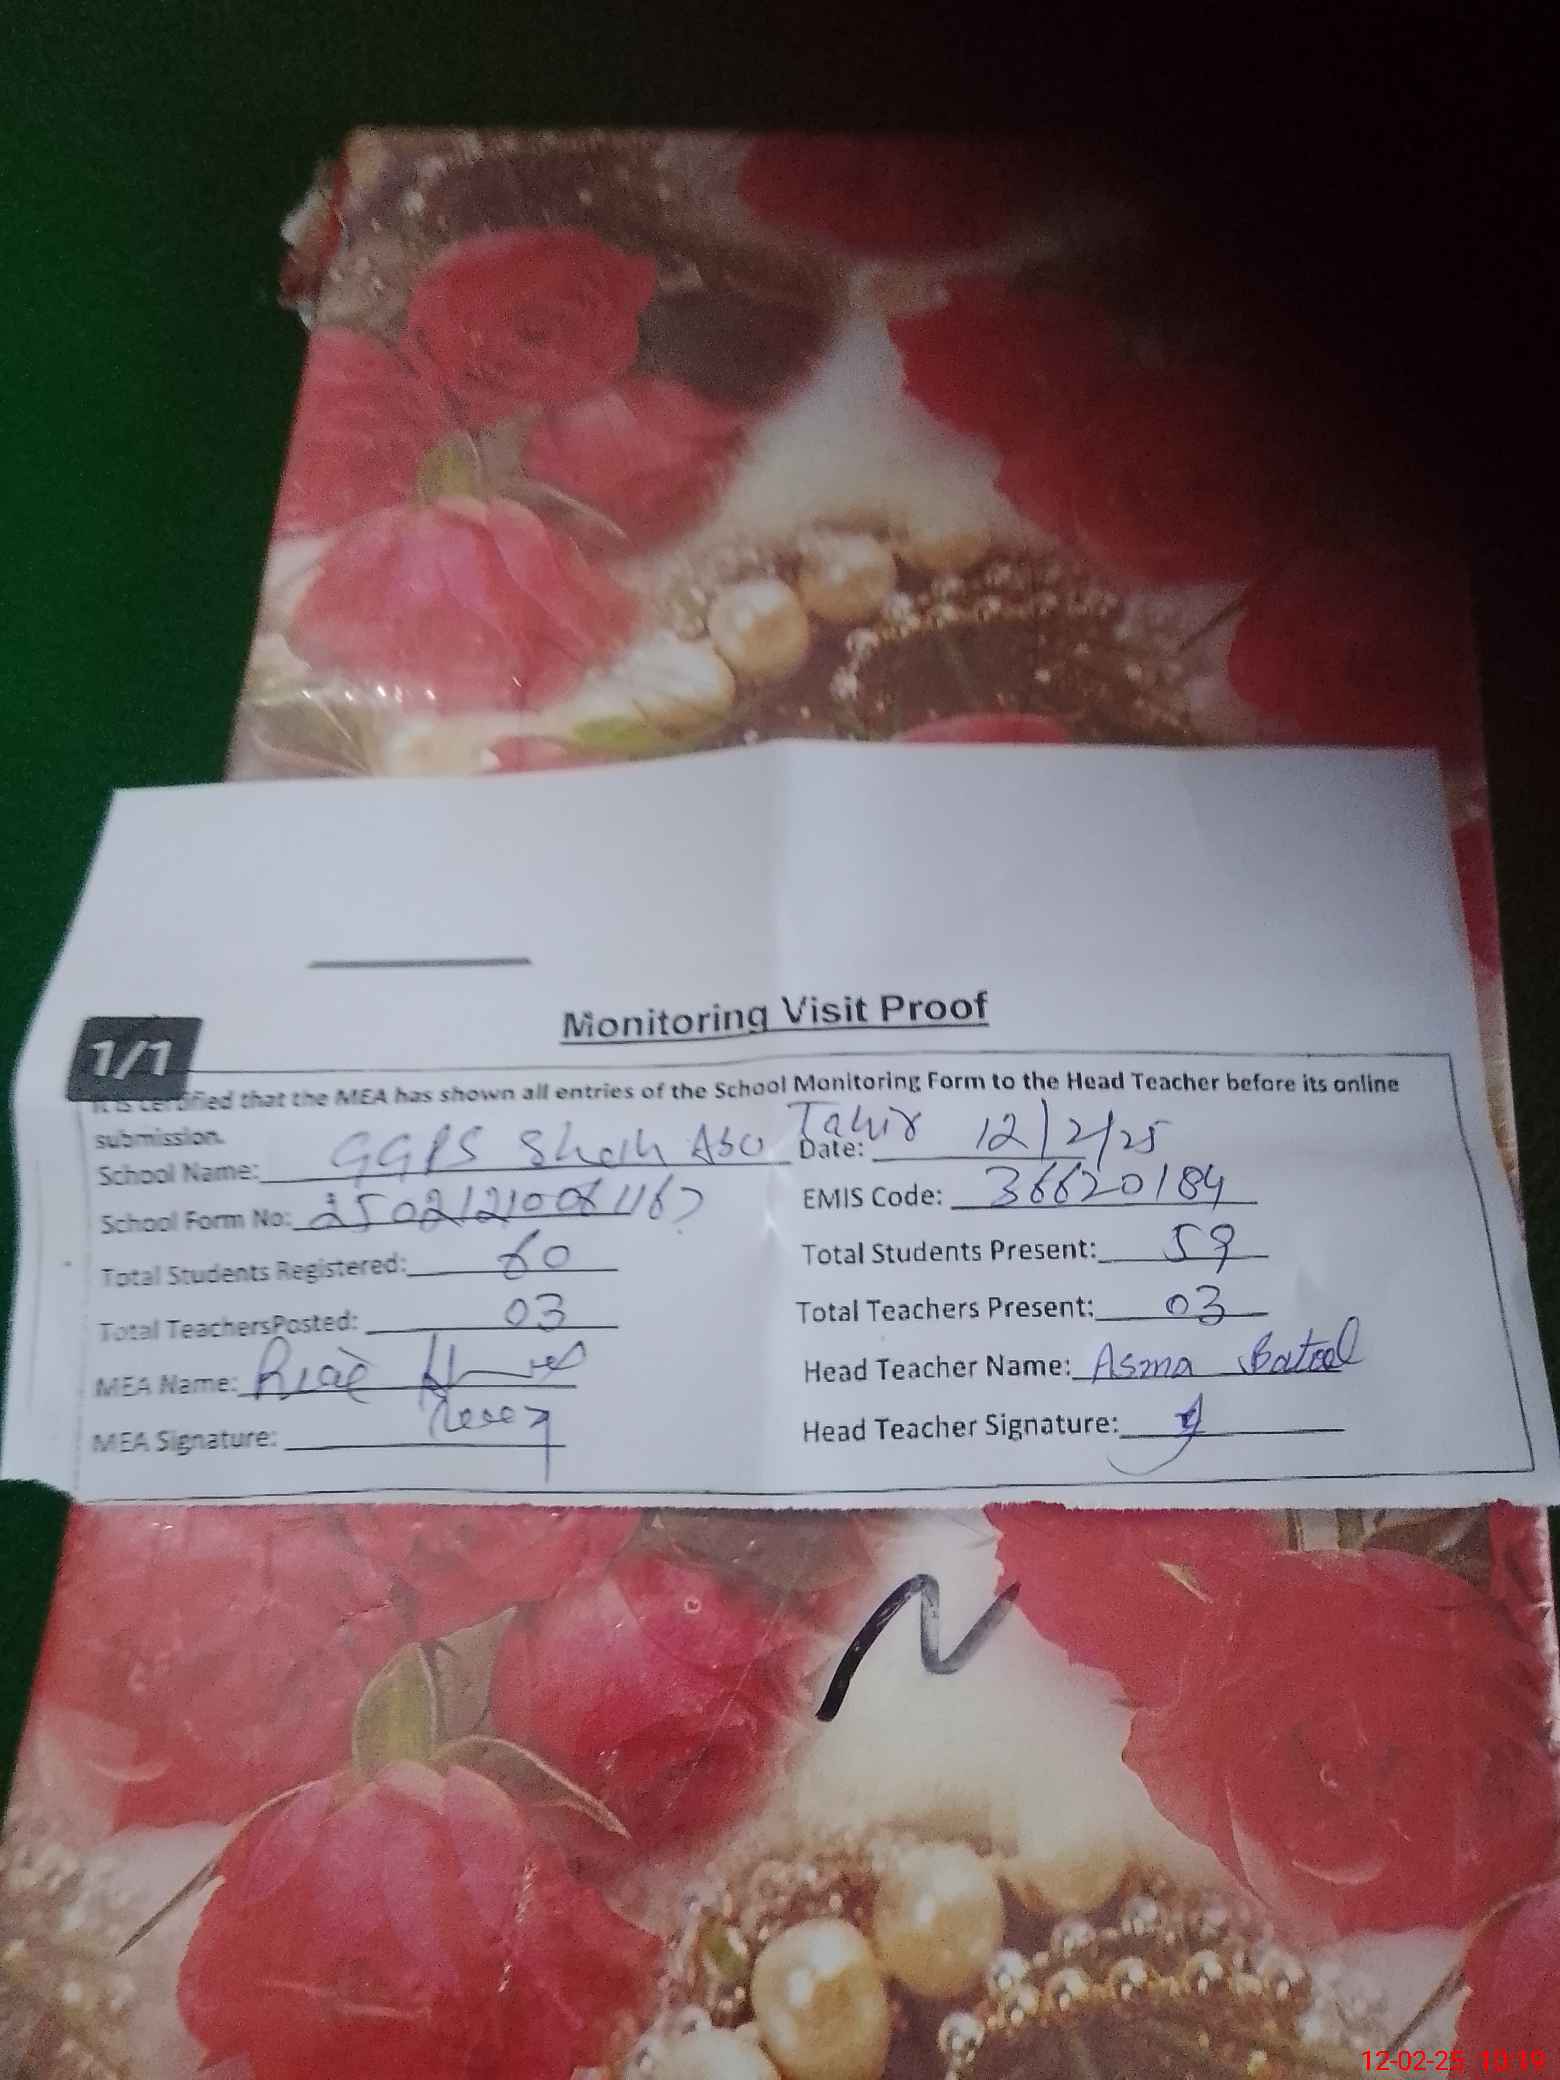 Monitoring Visit Proof
1/1
It is certified that the MEA has shown all entries of the School Monitoring Form to the Head Teacher before its online
submission.
School Name: GGPS Shah Abu Tahir Date: 12/2/25
School Form No: EMIS Code: 36620184
Total Students Registered: 60 Total Students Present: 59
Total TeachersPosted: 03 Total Teachers Present: 03
MEA Name: Head Teacher Name: Asma Batool
MEA Signature: Head Teacher Signature:
12-02-25 10:19